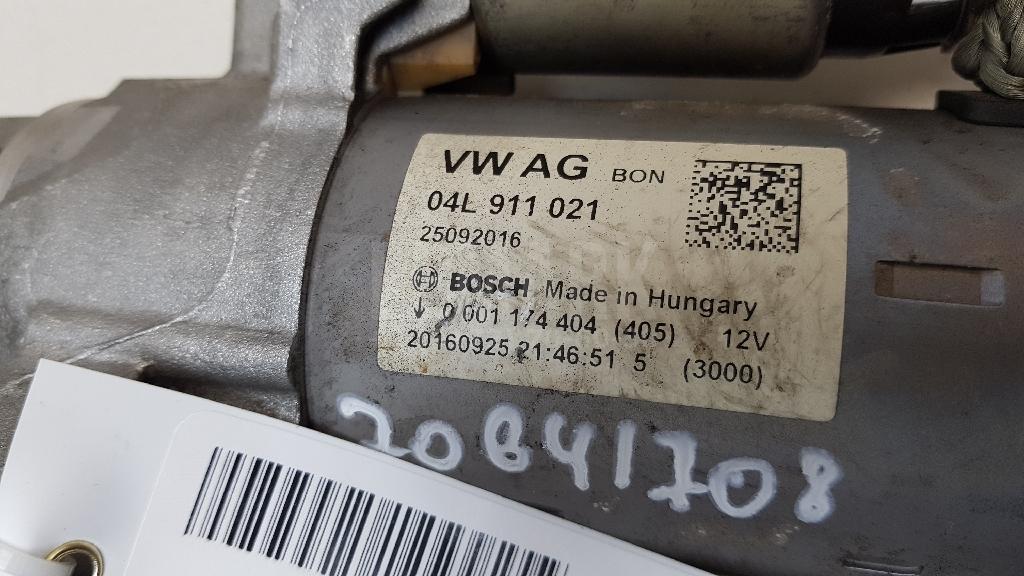 VW AG BON
04L 911 021
25092016
BOSCH Made in Hungary
↓ 0 001 174 404 (405) 12V
20160925 21:46:51 5 (3000)
70641708